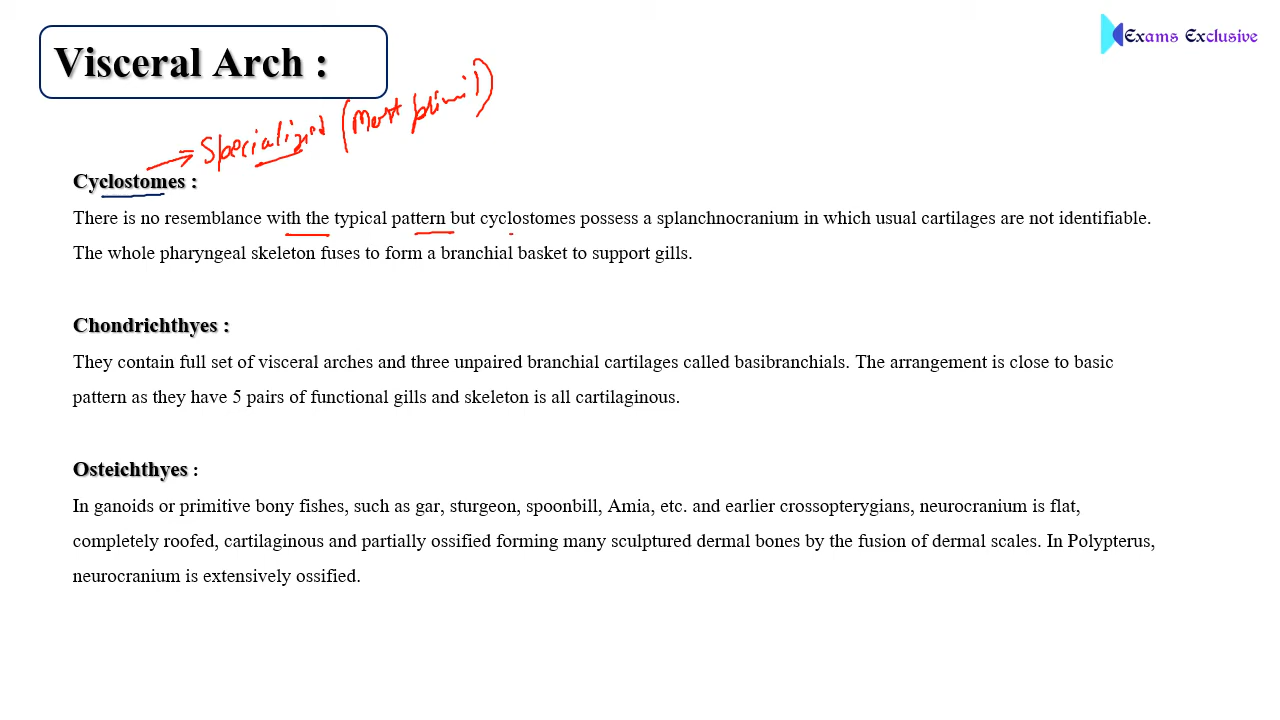 Visceral Arch :
Exams Exclusive
Specialized (Most primi)
Cyclostomes :
There is no resemblance with the typical pattern but cyclostomes possess a splanchnocranium in which usual cartilages are not identifiable.
The whole pharyngeal skeleton fuses to form a branchial basket to support gills.
Chondrichthyes :
They contain full set of visceral arches and three unpaired branchial cartilages called basibranchials. The arrangement is close to basic
pattern as they have 5 pairs of functional gills and skeleton is all cartilaginous.
Osteichthyes :
In ganoids or primitive bony fishes, such as gar, sturgeon, spoonbill, Amia, etc. and earlier crossopterygians, neurocranium is flat,
completely roofed, cartilaginous and partially ossified forming many sculptured dermal bones by the fusion of dermal scales. In Polypterus,
neurocranium is extensively ossified.